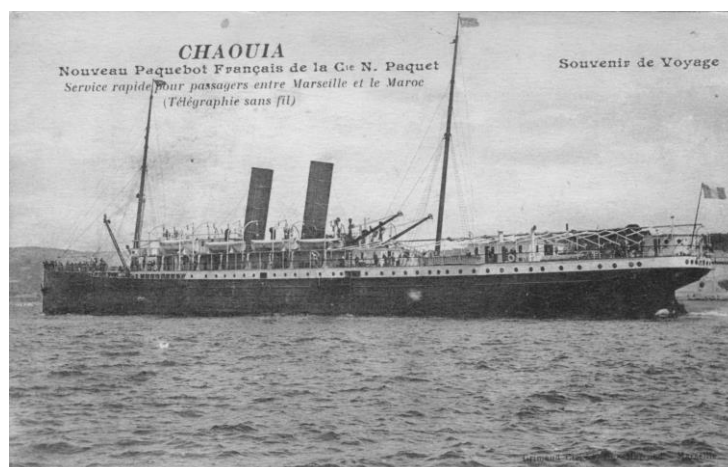 CHAOUIA
Nouveau Paquebot Français de la Cie N. Paquet
Service rapide pour passagers entre Marseille et le Maroc
(Télégraphie sans fil)
Souvenir de Voyage